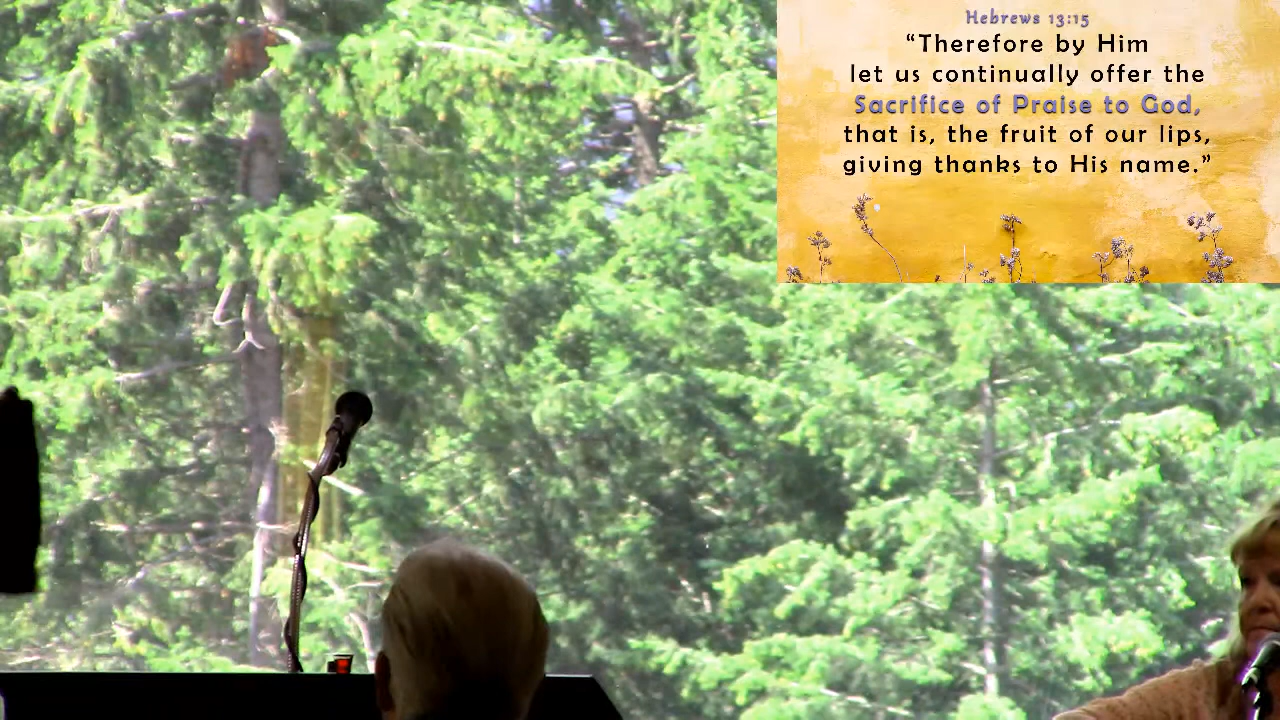 Hebrews 13:15
“Therefore by Him
let us continually offer the
Sacrifice of Praise to God,
that is, the fruit of our lips,
giving thanks to His name.”